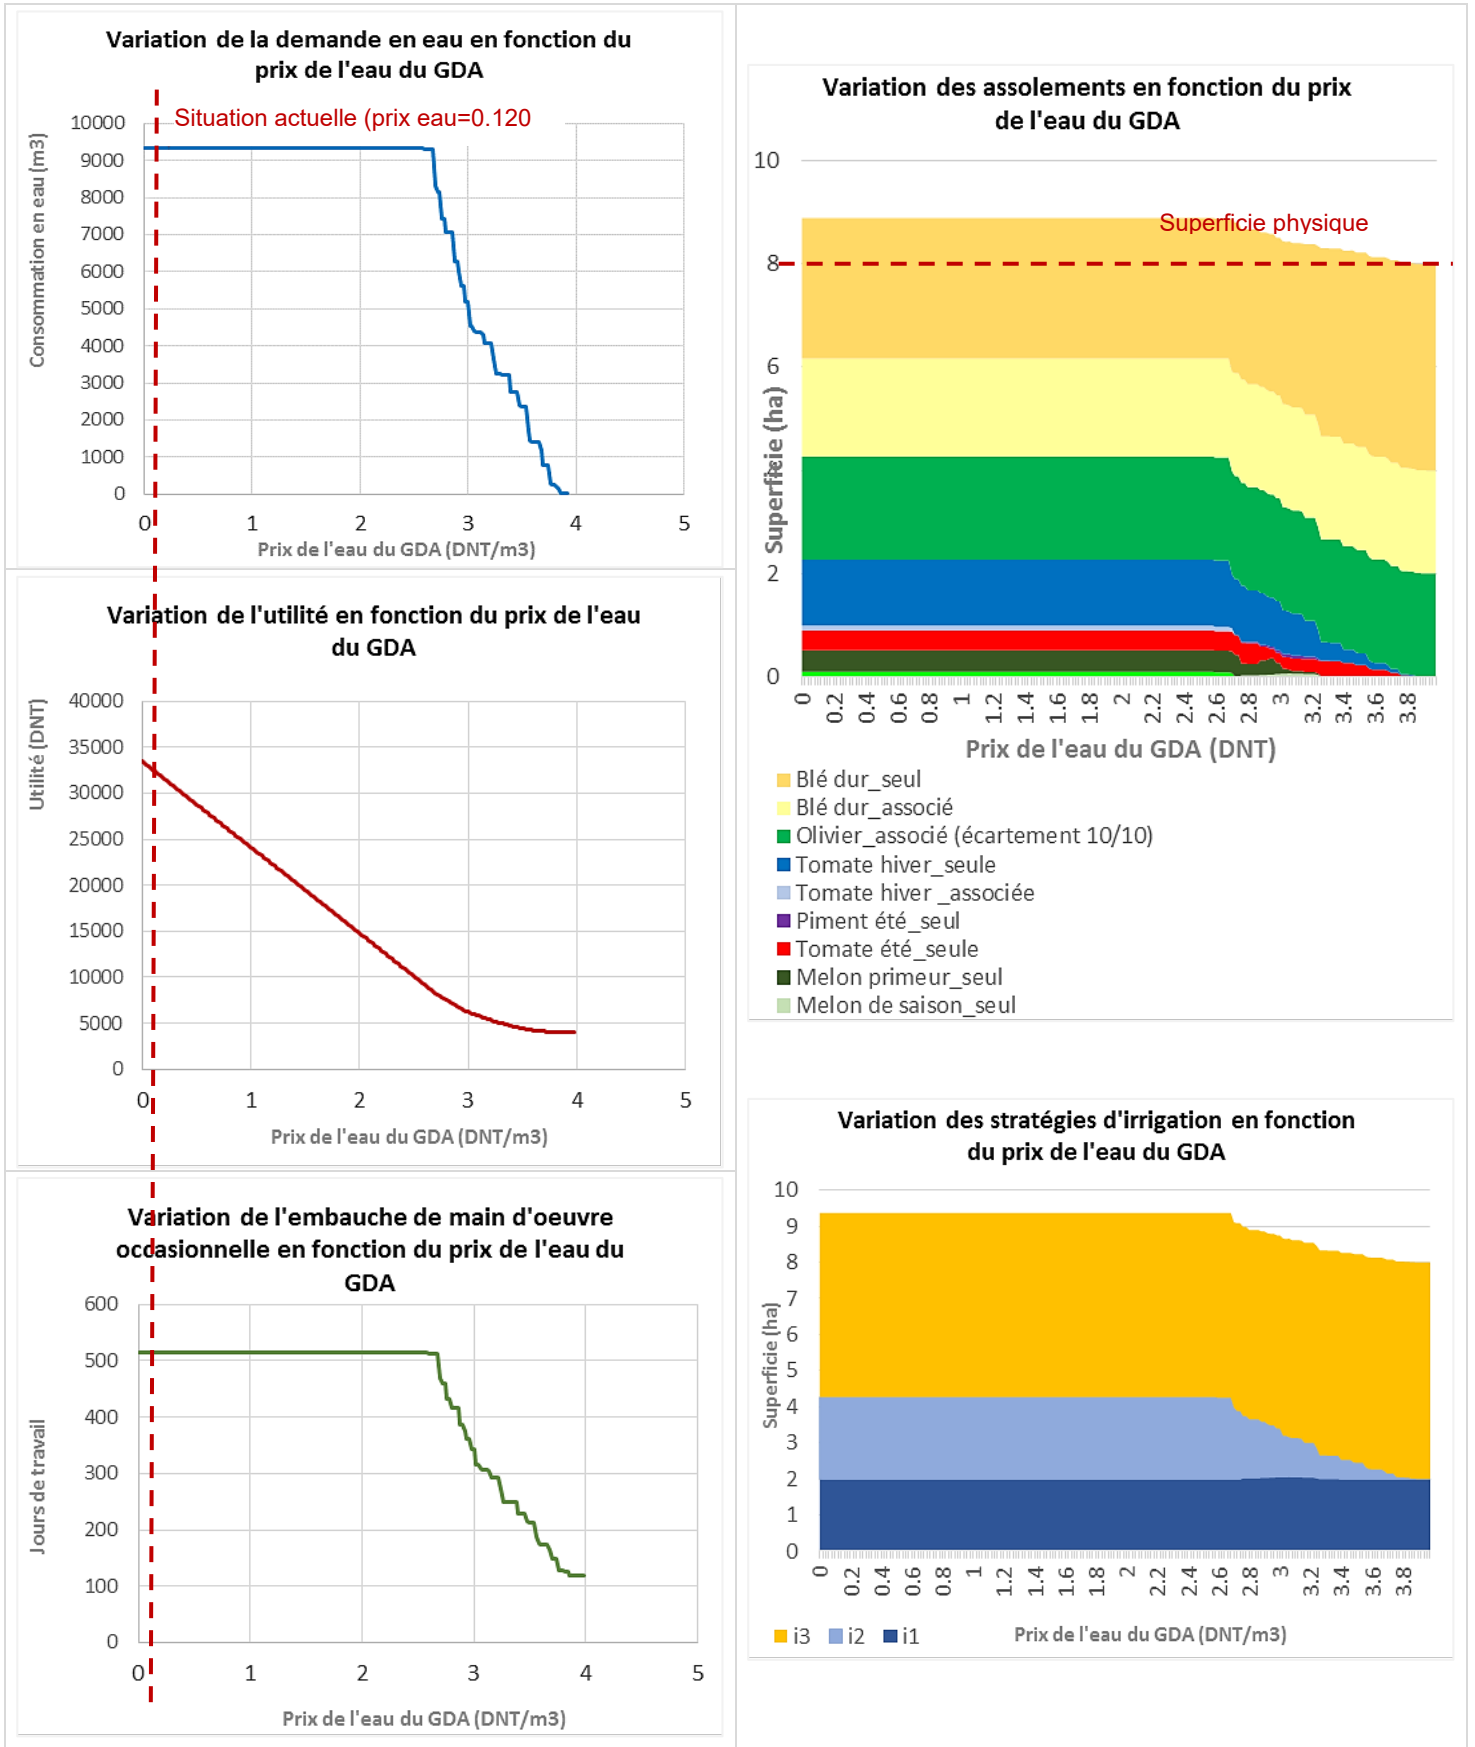 Variation de la demande en eau en fonction du
prix de l'eau du GDA
Situation actuelle (prix eau=0.120
Consommation en eau (m3)
10000
9000
8000
7000
6000
5000
4000
3000
2000
1000
0
0 1 2 3 4 5
Prix de l'eau du GDA (DNT/m3)
Variation de l'utilité en fonction du prix de l'eau
du GDA
Utilité (DNT)
40000
35000
30000
25000
20000
15000
10000
5000
0
0 1 2 3 4 5
Prix de l'eau du GDA (DNT/m3)
Variation de l'embauche de main d'oeuvre
occasionnelle en fonction du prix de l'eau du
GDA
Jours de travail
600
500
400
300
200
100
0
0 1 2 3 4 5
Prix de l'eau du GDA (DNT/m3)
Variation des assolements en fonction du prix
de l'eau du GDA
Superficie physique
Superficie (ha)
10
8
6
2
0
0 0.2 0.4 0.6 0.8 1 1.2 1.4 1.6 1.8 2 2.2 2.4 2.6 2.8 3 3.2 3.4 3.6 3.8
Prix de l'eau du GDA (DNT)
Blé dur_seul
Blé dur_associé
Olivier_associé (écartement 10/10)
Tomate hiver_seule
Tomate hiver _associée
Piment été_seul
Tomate été_seule
Melon primeur_seul
Melon de saison_seul
Variation des stratégies d'irrigation en fonction
du prix de l'eau du GDA
Superficie (ha)
10
9
8
7
6
5
4
3
2
1
0
0 0.2 0.4 0.6 0.8 1 1.2 1.4 1.6 1.8 2 2.2 2.4 2.6 2.8 3 3.2 3.4 3.6 3.8
i3 i2 i1
Prix de l'eau du GDA (DNT/m3)